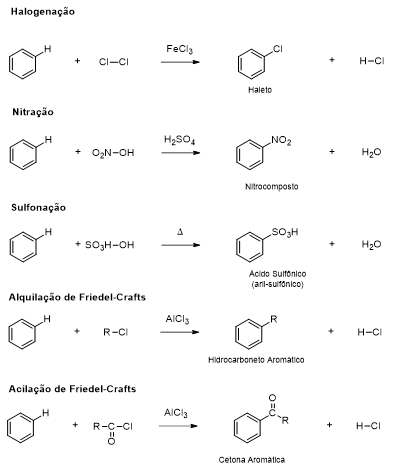 Halogenação
H + Cl—Cl FeCl3 Cl + H—Cl
Haleto
Nitração
H + O2N—OH H2SO4 NO2 + H2O
Nitrocomposto
Sulfonação
H + SO3H—OH Δ SO3H + H2O
Ácido Sulfônico
(aril-sulfônico)
Alquilação de Friedel-Crafts
H + R—Cl AlCl3 R + H—Cl
Hidrocarboneto Aromático
Acilação de Friedel-Crafts
H + R—C—Cl O AlCl3 O C R + H—Cl
Cetona Aromática